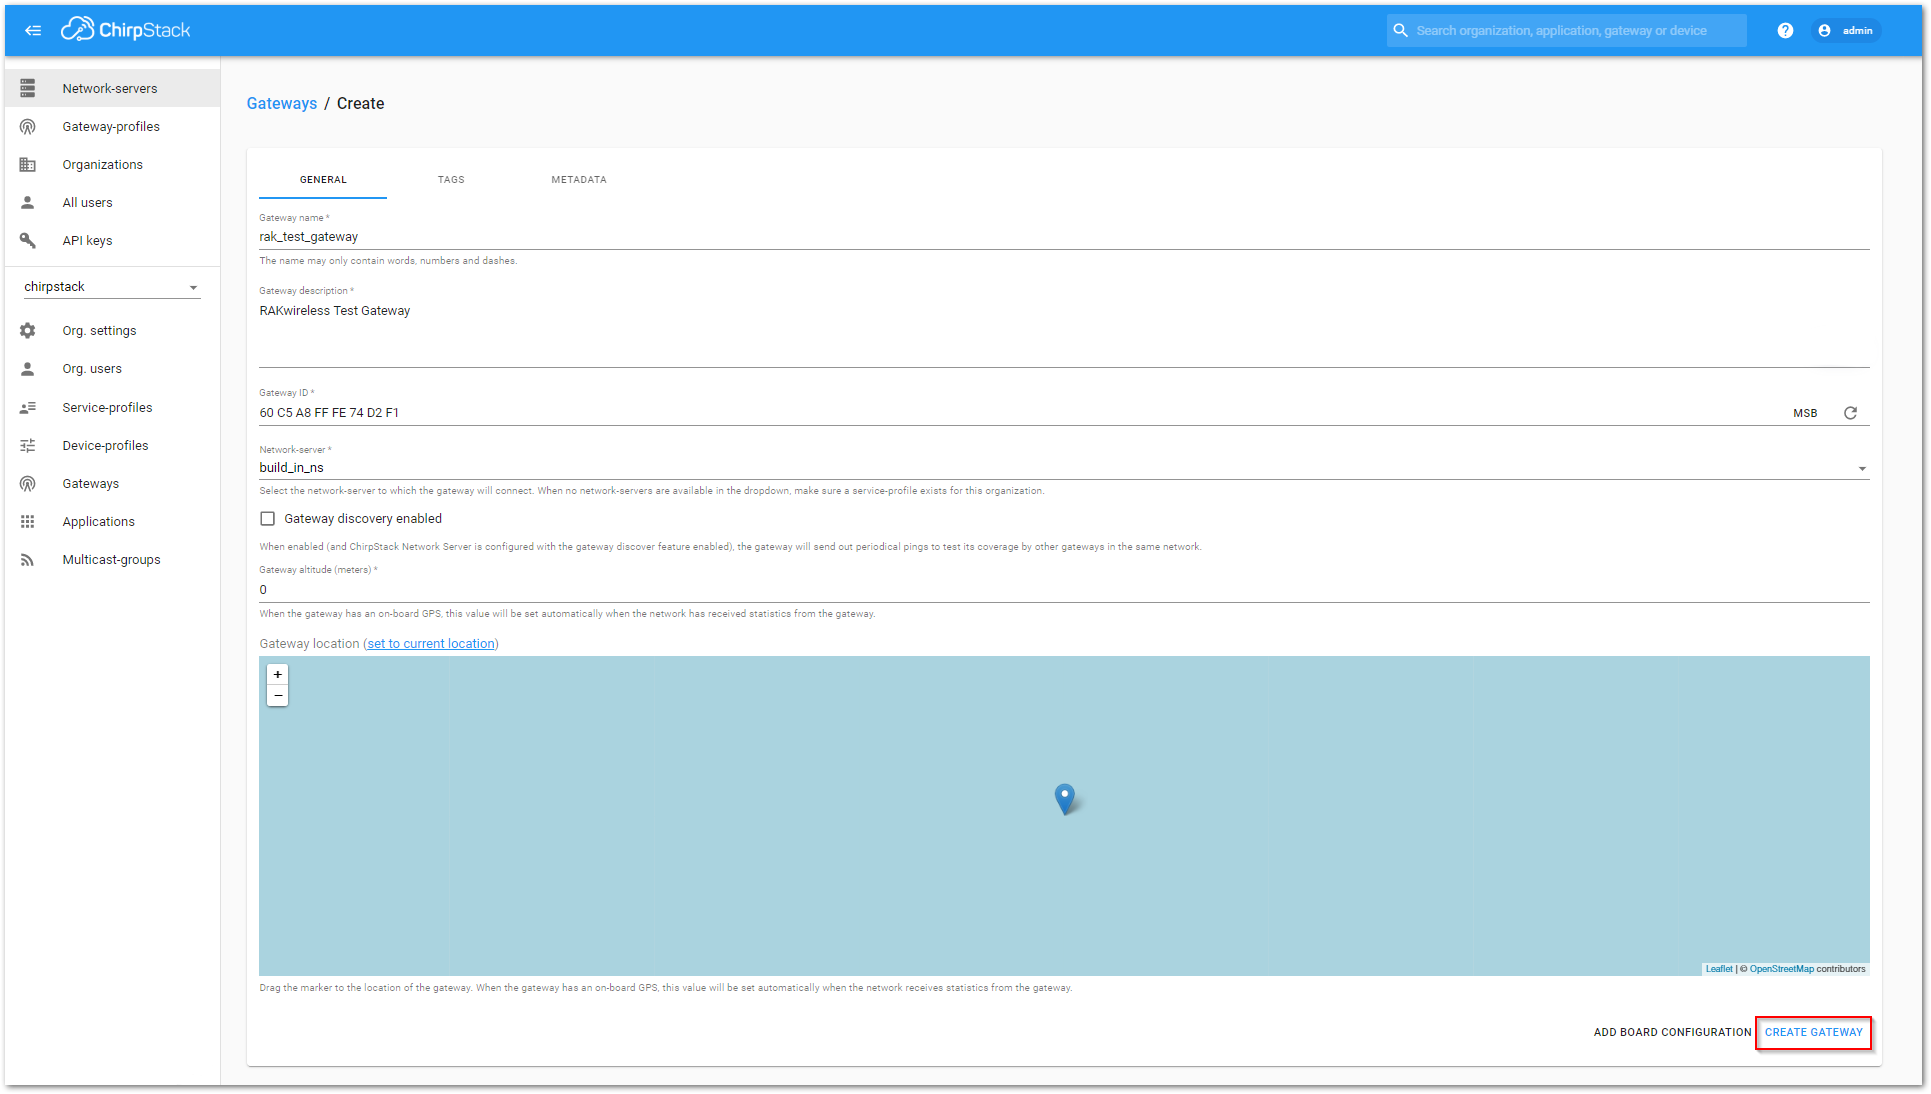 ChirpStack
Search organization, application, gateway or device
?
admin
Network-servers
Gateway-profiles
Organizations
All users
API keys
chirpstack
Org. settings
Org. users
Service-profiles
Device-profiles
Gateways
Applications
Multicast-groups
Gateways / Create
GENERAL TAGS METADATA
Gateway name *
rak_test_gateway
The name may only contain words, numbers and dashes.
Gateway description *
RAKwireless Test Gateway
Gateway ID *
60 C5 A8 FF FE 74 D2 F1 MSB
Network-server *
build_in_ns
Select the network-server to which the gateway will connect. When no network-servers are available in the dropdown, make sure a service-profile exists for this organization.
Gateway discovery enabled
When enabled (and ChirpStack Network Server is configured with the gateway discover feature enabled), the gateway will send out periodical pings to test its coverage by other gateways in the same network.
Gateway altitude (meters) *
0
When the gateway has an on-board GPS, this value will be set automatically when the network has received statistics from the gateway.
Gateway location (set to current location)
+
−
Leaflet | © OpenStreetMap contributors
Drag the marker to the location of the gateway. When the gateway has an on-board GPS, this value will be set automatically when the network receives statistics from the gateway.
ADD BOARD CONFIGURATION CREATE GATEWAY